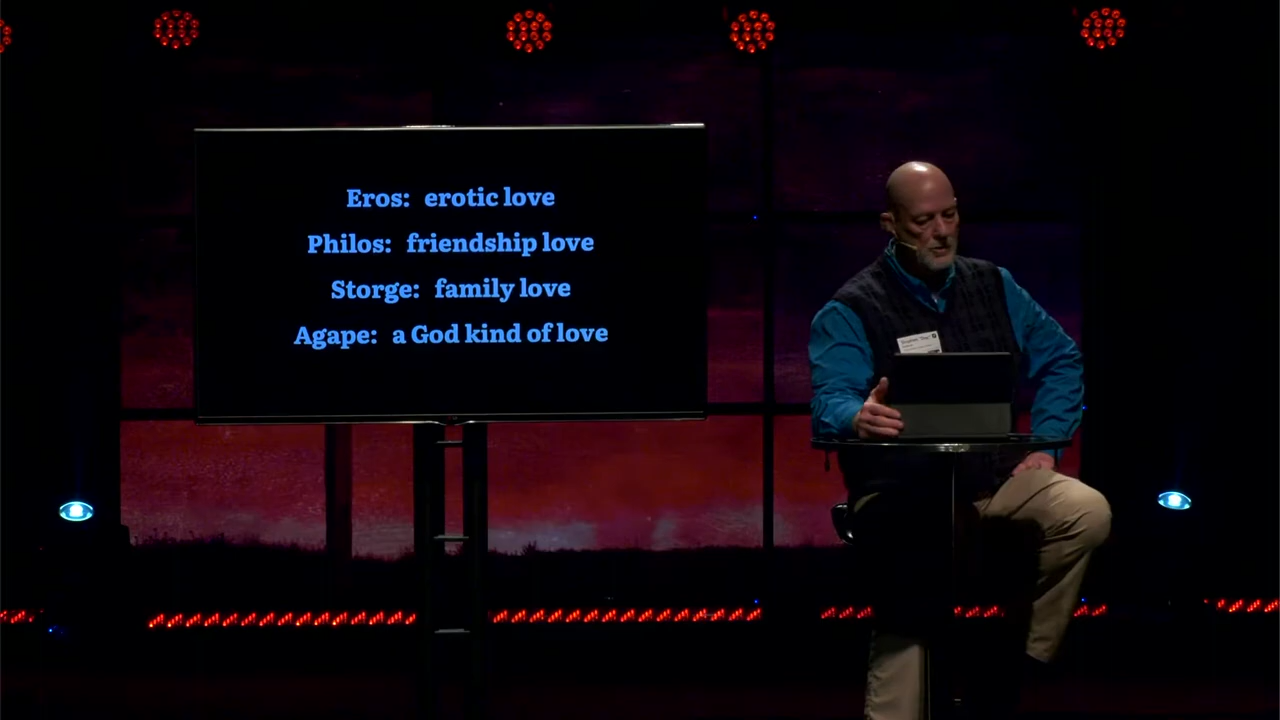 Eros: erotic love
Philos: friendship love
Storge: family love
Agape: a God kind of love